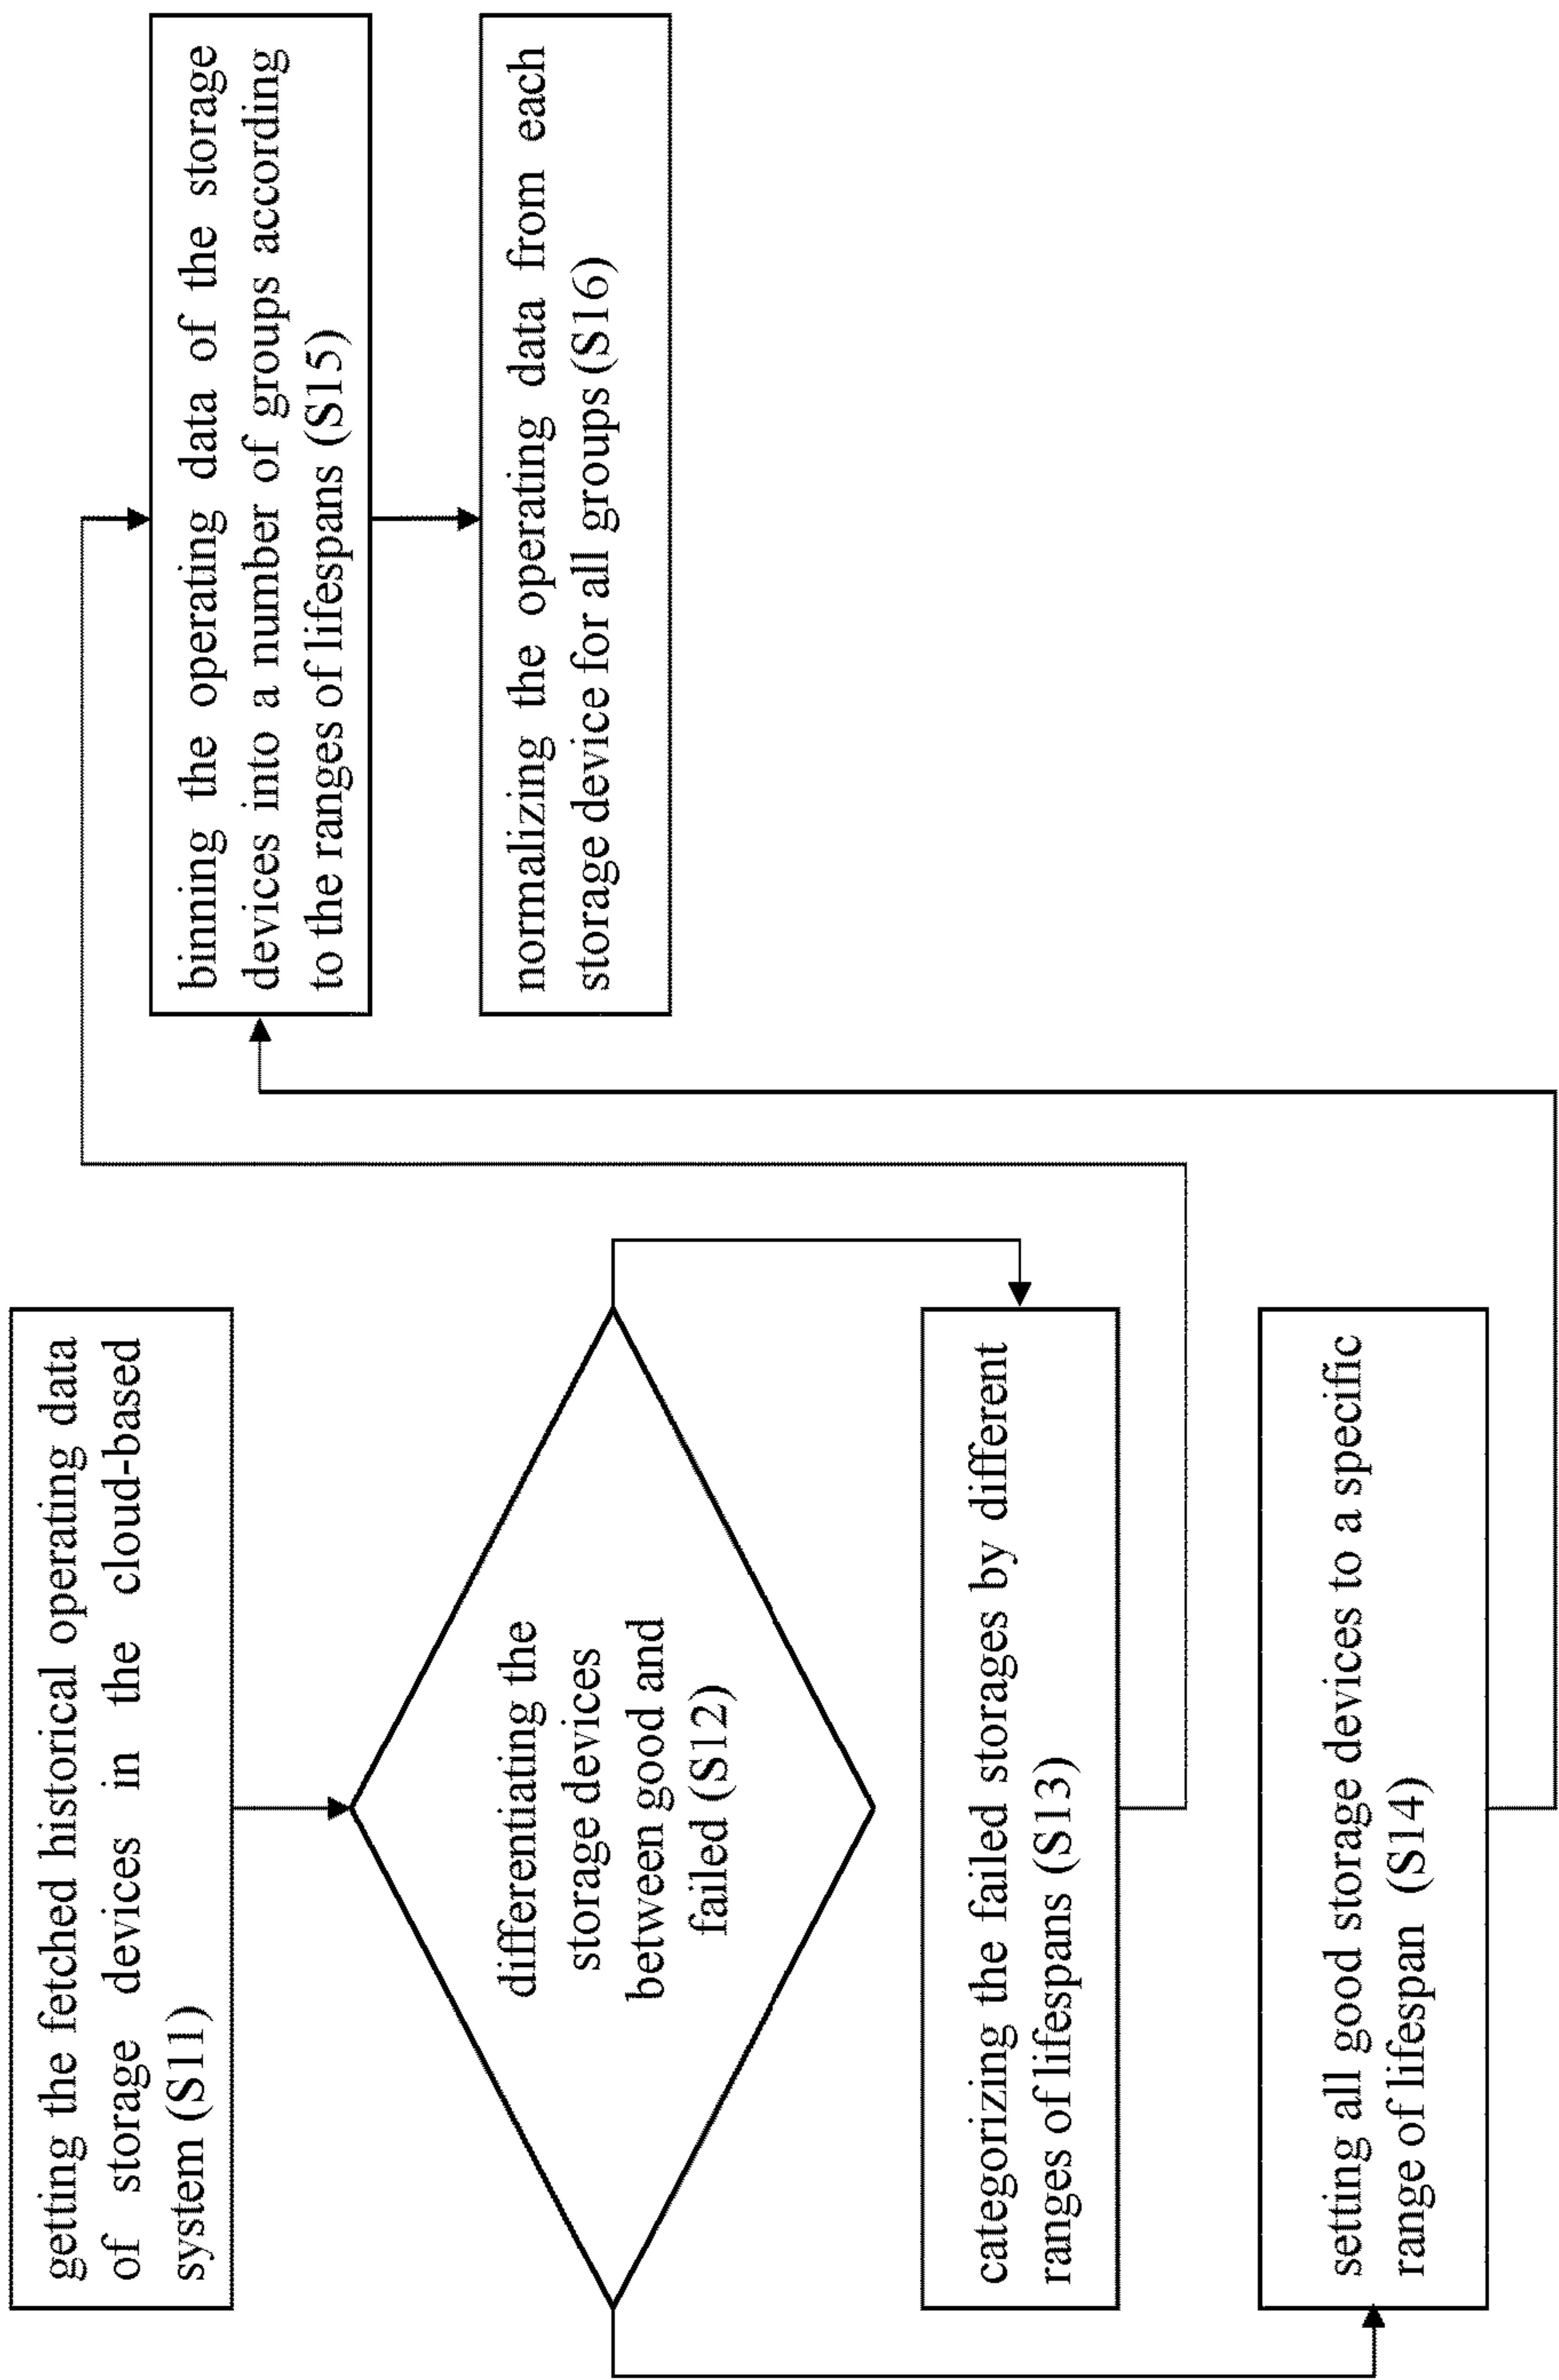 getting the fetched historical operating data
of storage devices in the cloud-based
system (S11)
differentiating the
storage devices
between good and
failed (S12)
categorizing the failed storages by different
ranges of lifespans (S13)
setting all good storage devices to a specific
range of lifespan (S14)
binning the operating data of the storage
devices into a number of groups according
to the ranges of lifespans (S15)
normalizing the operating data from each
storage device for all groups (S16)